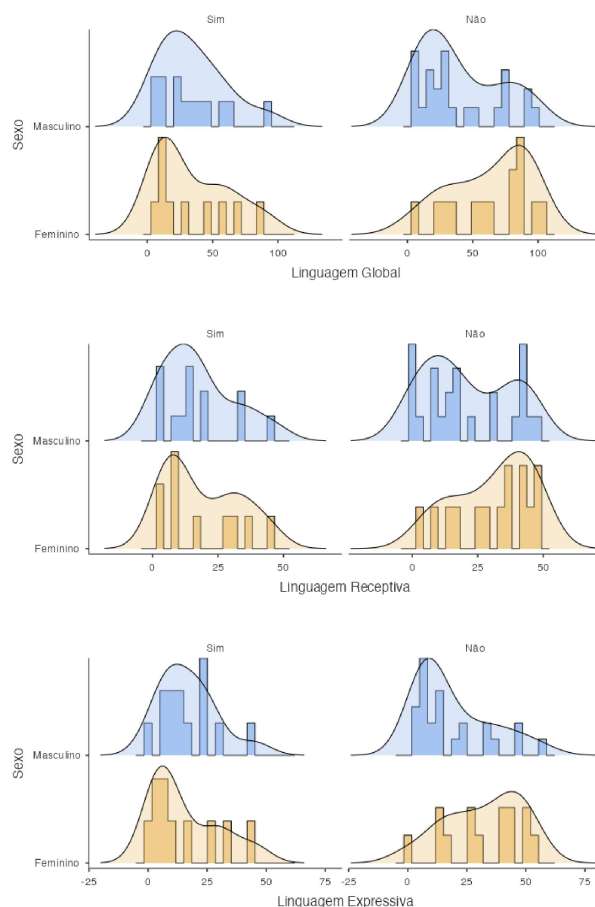 Sim Não
Sexo
Masculino
Feminino
0 50 100 0 50 100
Linguagem Global
Sim Não
Sexo
Masculino
Feminino
0 25 50 0 25 50
Linguagem Receptiva
Sim Não
Sexo
Masculino
Feminino
-25 0 25 50 75 -25 0 25 50 75
Linguagem Expressiva